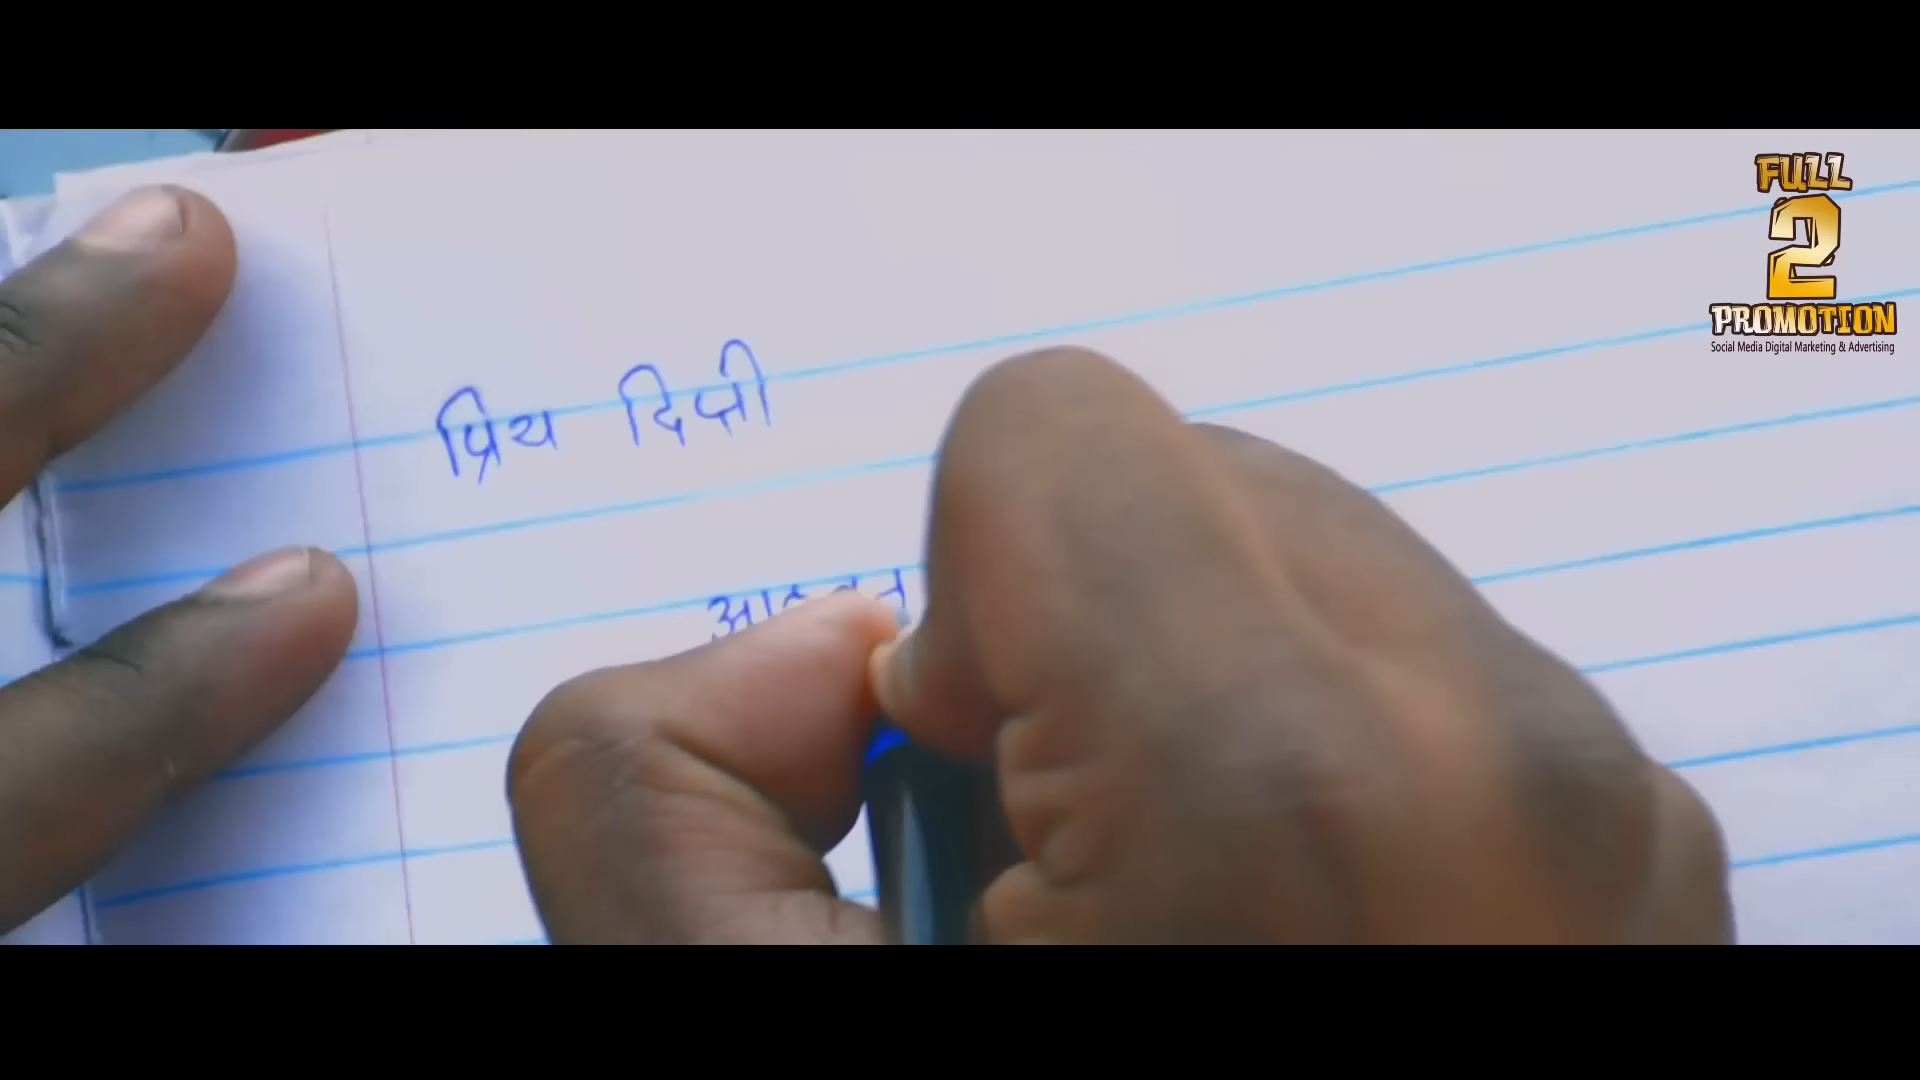 FULL
2
PROMOTION
Social Media Digital Marketing & Advertising
प्रिय दिप्ती